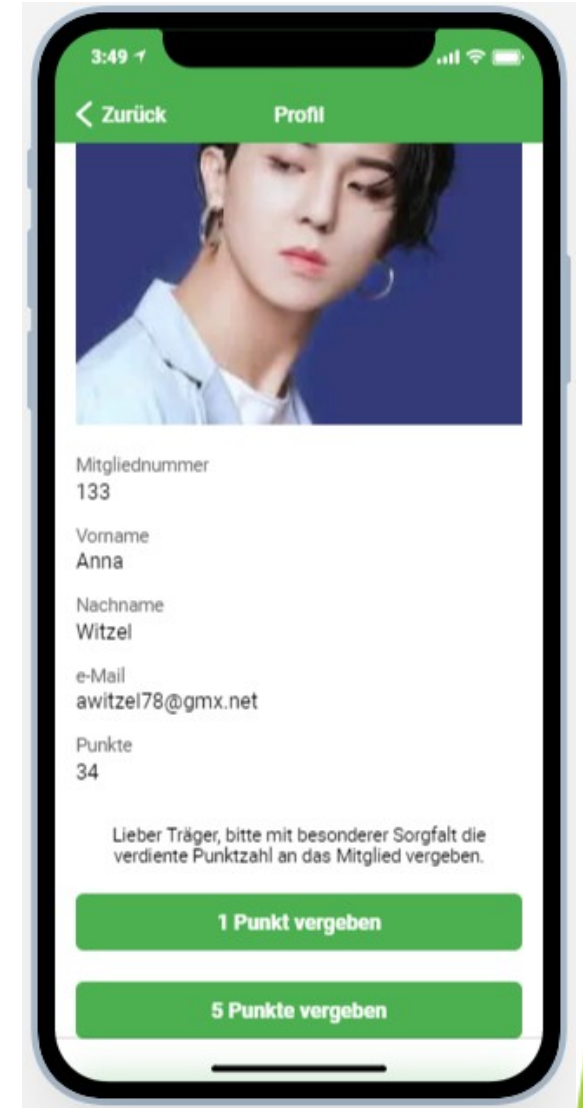 3:49
Zurück
Profil
Mitgliednummer
133
Vorname
Anna
Nachname
Witzel
e-Mail
awitzel78@gmx.net
Punkte
34
Lieber Träger, bitte mit besonderer Sorgfalt die
verdiente Punktzahl an das Mitglied vergeben.
1 Punkt vergeben
5 Punkte vergeben